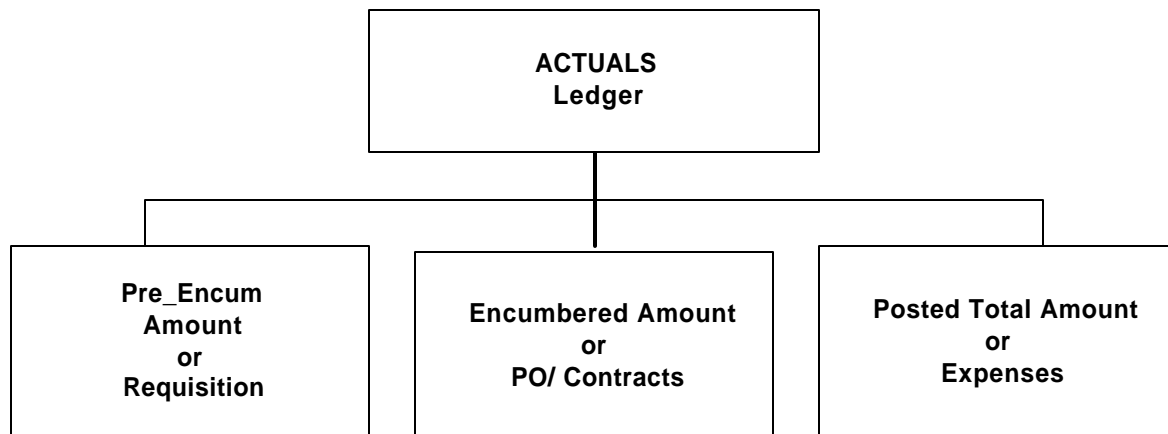 ACTUALS
Ledger
Pre_Encum
Amount
or
Requisition
Encumbered Amount
or
PO/ Contracts
Posted Total Amount
or
Expenses